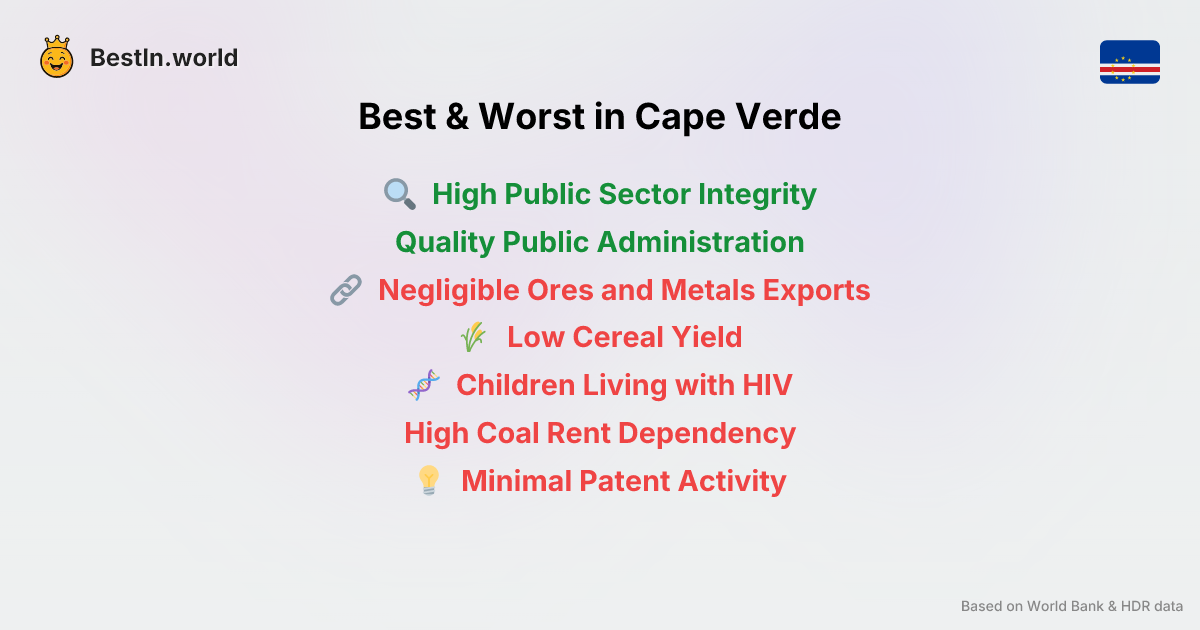 BestIn.world
Best & Worst in Cape Verde
High Public Sector Integrity
Quality Public Administration
Negligible Ores and Metals Exports
Low Cereal Yield
Children Living with HIV
High Coal Rent Dependency
Minimal Patent Activity
Based on World Bank & HDR data